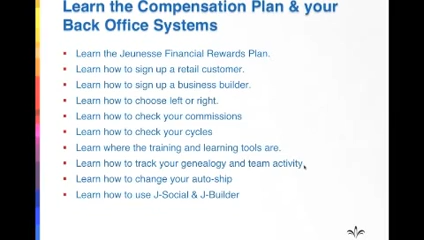 Learn the Compensation Plan & your
Back Office Systems
Learn the Jeunesse Financial Rewards Plan.
Learn how to sign up a retail customer.
Learn how to sign up a business builder.
Learn how to choose left or right.
Learn how to check your commissions
Learn how to check your cycles
Learn where the training and learning tools are.
Learn how to track your genealogy and team activity
Learn how to change your auto-ship
Learn how to use J-Social & J-Builder